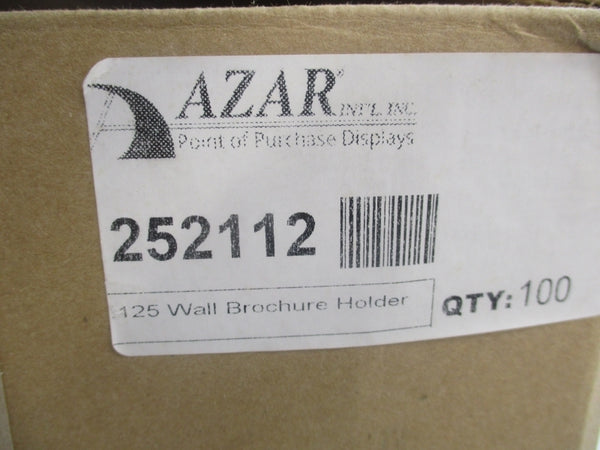 AZAR® INT'L. INC.
Point of Purchase Displays
252112
125 Wall Brochure Holder
QTY: 100